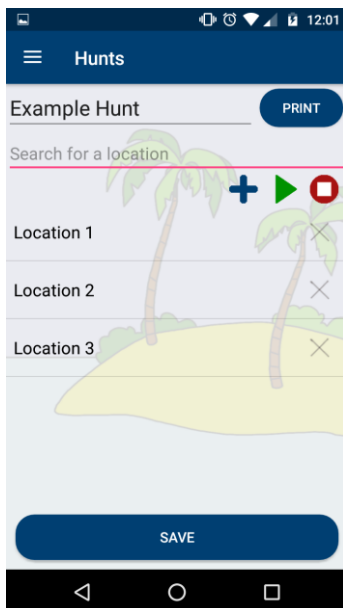 12:01
Hunts
Example Hunt
PRINT
Search for a location
Location 1
Location 2
Location 3
SAVE